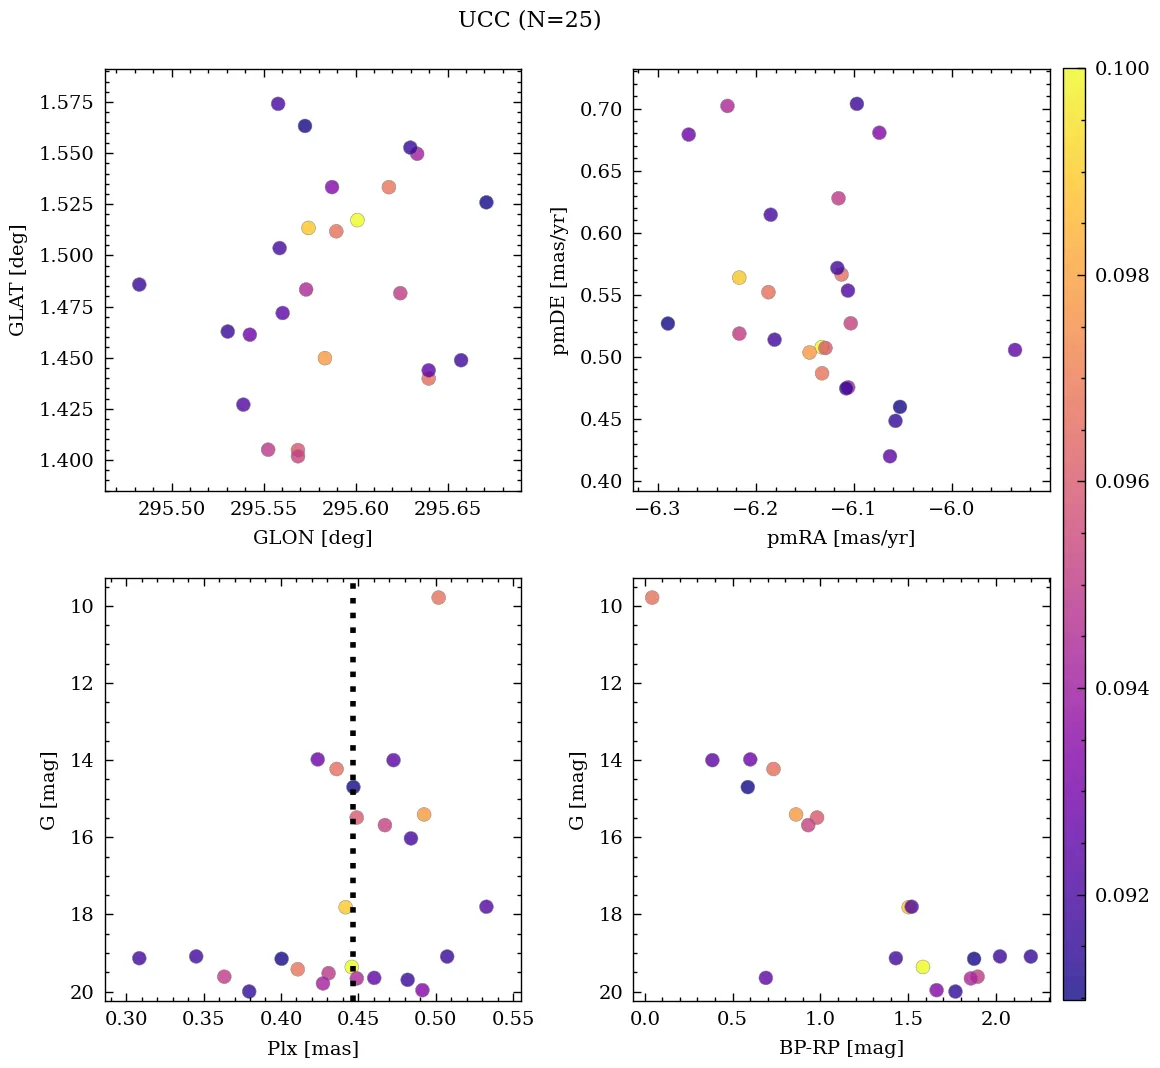 UCC (N=25)
1.575
1.550
1.525
1.500
1.475
1.450
1.425
1.400
GLAT [deg]
295.50 295.55 295.60 295.65
GLON [deg]
0.70
0.65
0.60
0.55
0.50
0.45
0.40
pmDE [mas/yr]
−6.3 −6.2 −6.1 −6.0
pmRA [mas/yr]
0.100
0.098
0.096
0.094
0.092
10
12
14
16
18
20
G [mag]
0.30 0.35 0.40 0.45 0.50 0.55
Plx [mas]
10
12
14
16
18
20
G [mag]
0.0 0.5 1.0 1.5 2.0
BP-RP [mag]